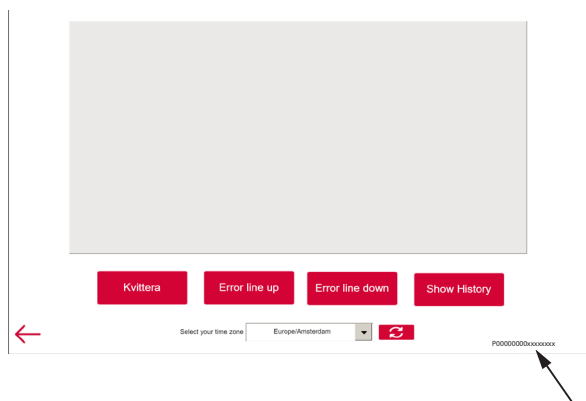 Kvittera Error line up Error line down Show History
Select your time zone Europe/Amsterdam
P00000000xxxxxxxx